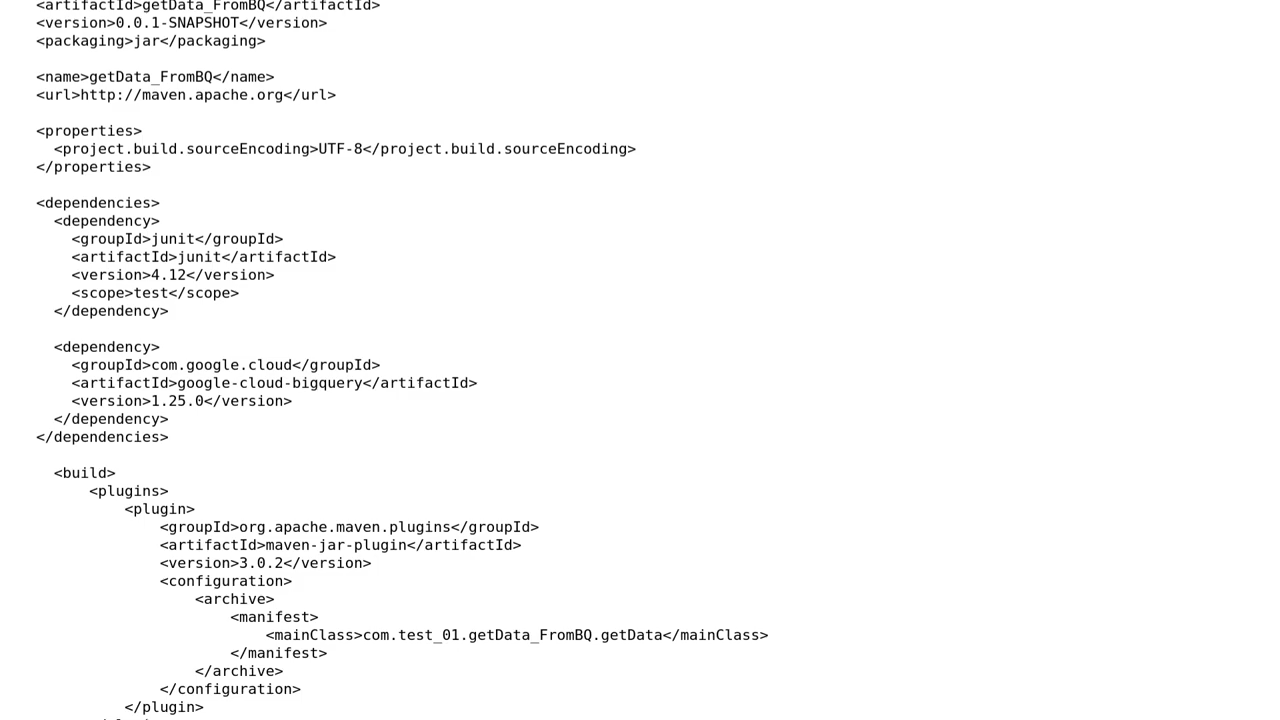 <artifactId>getData_FromBQ</artifactId>
<version>0.0.1-SNAPSHOT</version>
<packaging>jar</packaging>
<name>getData_FromBQ</name>
<url>http://maven.apache.org</url>
<properties>
<project.build.sourceEncoding>UTF-8</project.build.sourceEncoding>
</properties>
<dependencies>
<dependency>
<groupId>junit</groupId>
<artifactId>junit</artifactId>
<version>4.12</version>
<scope>test</scope>
</dependency>
<dependency>
<groupId>com.google.cloud</groupId>
<artifactId>google-cloud-bigquery</artifactId>
<version>1.25.0</version>
</dependency>
</dependencies>
<build>
<plugins>
<plugin>
<groupId>org.apache.maven.plugins</groupId>
<artifactId>maven-jar-plugin</artifactId>
<version>3.0.2</version>
<configuration>
<archive>
<manifest>
<mainClass>com.test_01.getData_FromBQ.getData</mainClass>
</manifest>
</archive>
</configuration>
</plugin>